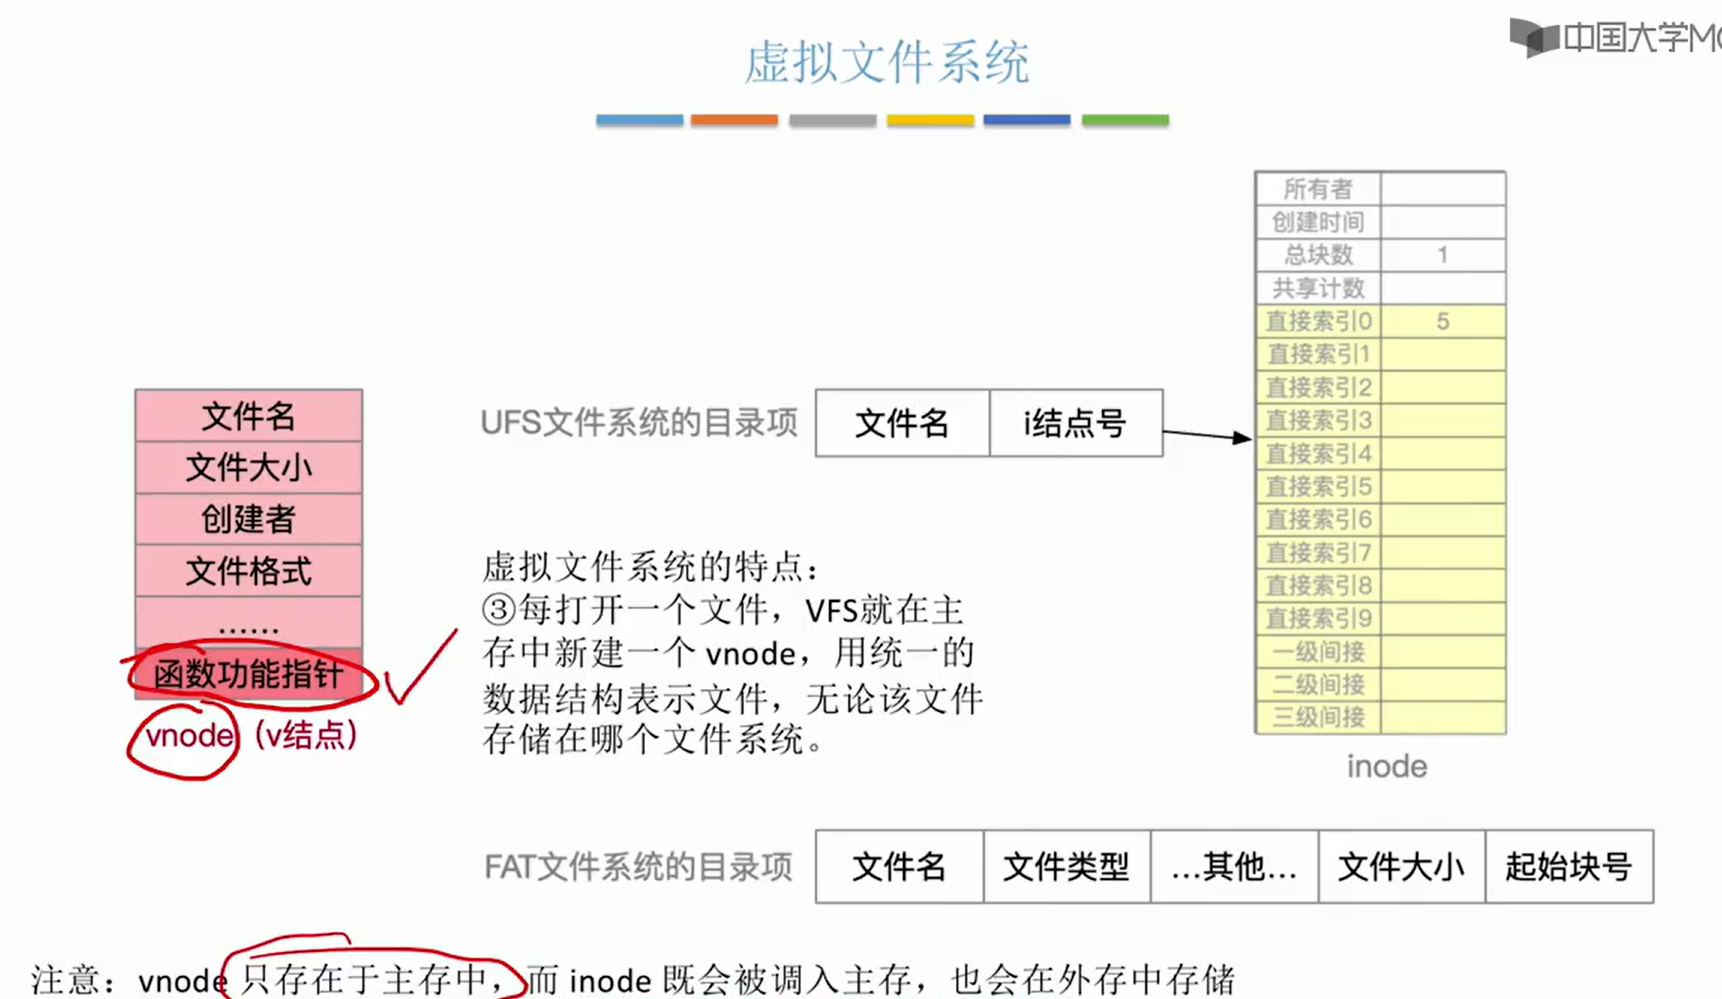 中国大学MO
虚拟文件系统
所有者
创建时间
总块数 1
共享计数
直接索引0 5
直接索引1
直接索引2
直接索引3
直接索引4
直接索引5
直接索引6
直接索引7
直接索引8
直接索引9
一级间接
二级间接
三级间接
inode
文件名
文件大小
创建者
文件格式
……
函数功能指针
vnode（v结点）
UFS文件系统的目录项 文件名 i结点号
虚拟文件系统的特点：
③每打开一个文件，VFS就在主
存中新建一个 vnode，用统一的
数据结构表示文件，无论该文件
存储在哪个文件系统。
FAT文件系统的目录项 文件名 文件类型 ...其他... 文件大小 起始块号
注意：vnode 只存在于主存中，而 inode 既会被调入主存，也会在外存中存储